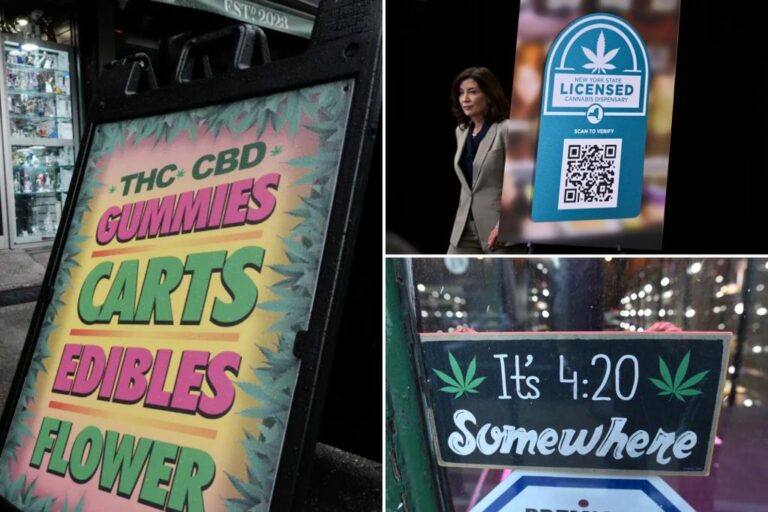 EST'D 2023
THC CBD
GUMMIES
CARTS
EDIBLES
FLOWER
NEW YORK STATE
LICENSED
CANNABIS DISPENSARY
SCAN TO VERIFY
It's 4:20
Somewhere